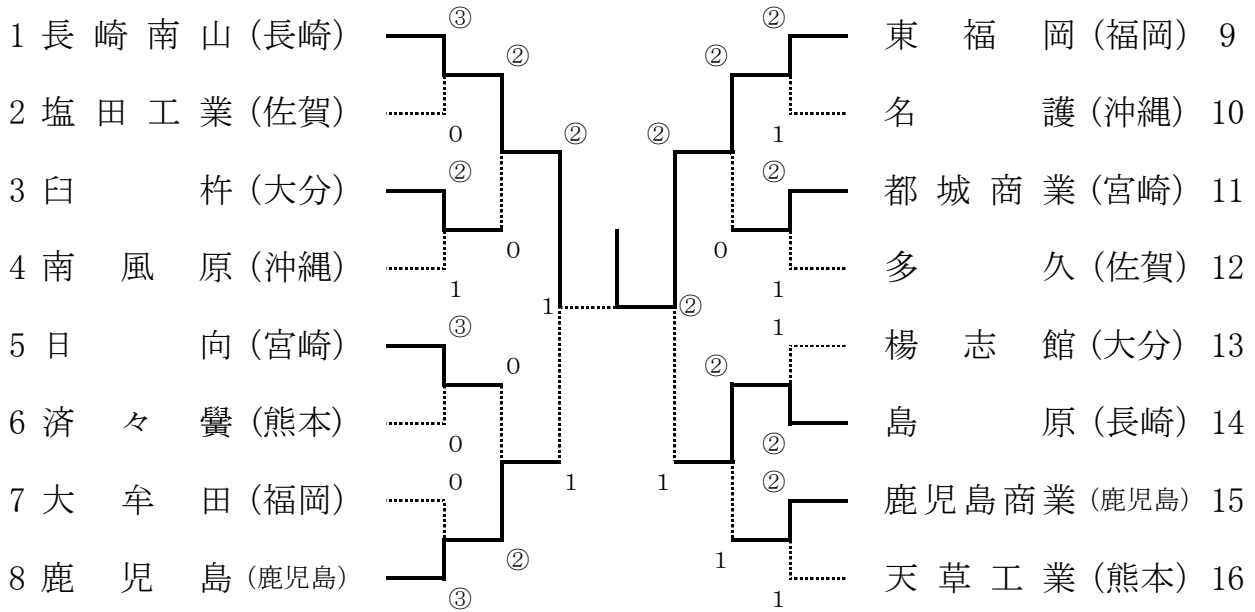 ③ ②
1 長崎南山 (長崎) 東福岡 (福岡) 9
② ②
2 塩田工業 (佐賀) 名護 (沖縄) 10
0 ② ② 1
② ②
3 臼杵 (大分) 都城商業 (宮崎) 11
0 0
4 南風原 (沖縄) 多久 (佐賀) 12
1 1
1 ②
③ 1
5 日向 (宮崎) 楊志館 (大分) 13
0 ②
6 済々黌 (熊本) 島原 (長崎) 14
0 ②
0 1 1 ②
7 大牟田 (福岡) 鹿児島商業 (鹿児島) 15
② 1
8 鹿児島 (鹿児島) 天草工業 (熊本) 16
③ 1